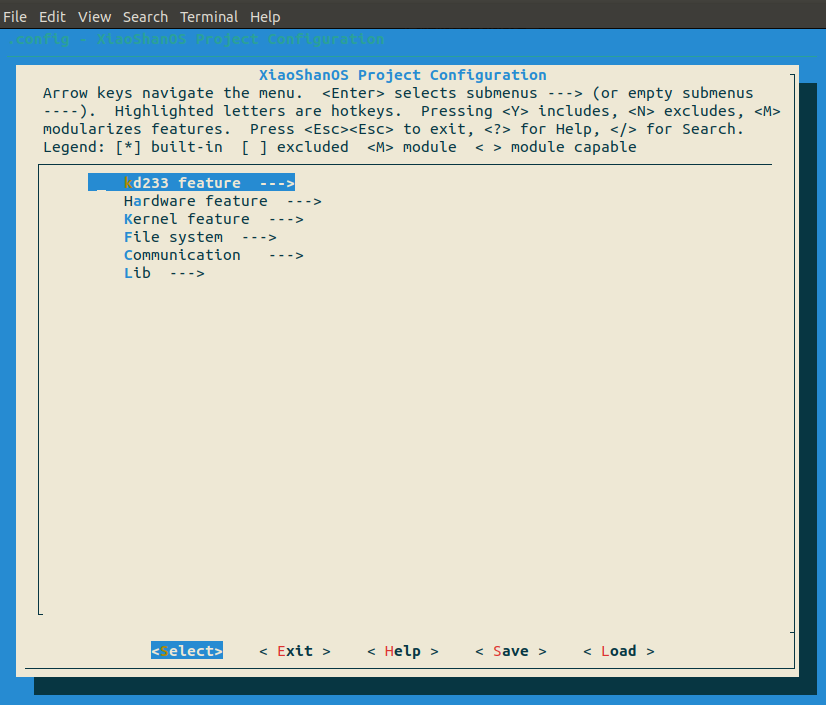 File Edit View Search Terminal Help
.config - XiaoShanOS Project Configuration
XiaoShanOS Project Configuration
Arrow keys navigate the menu.  <Enter> selects submenus ---> (or empty submenus
----).  Highlighted letters are hotkeys.  Pressing <Y> includes, <N> excludes, <M>
modularizes features.  Press <Esc><Esc> to exit, <?> for Help, </> for Search.
Legend: [*] built-in  [ ] excluded  <M> module  < > module capable
kd233 feature  --->
Hardware feature  --->
Kernel feature  --->
File system  --->
Communication   --->
Lib  --->
<Select>    < Exit >    < Help >    < Save >    < Load >